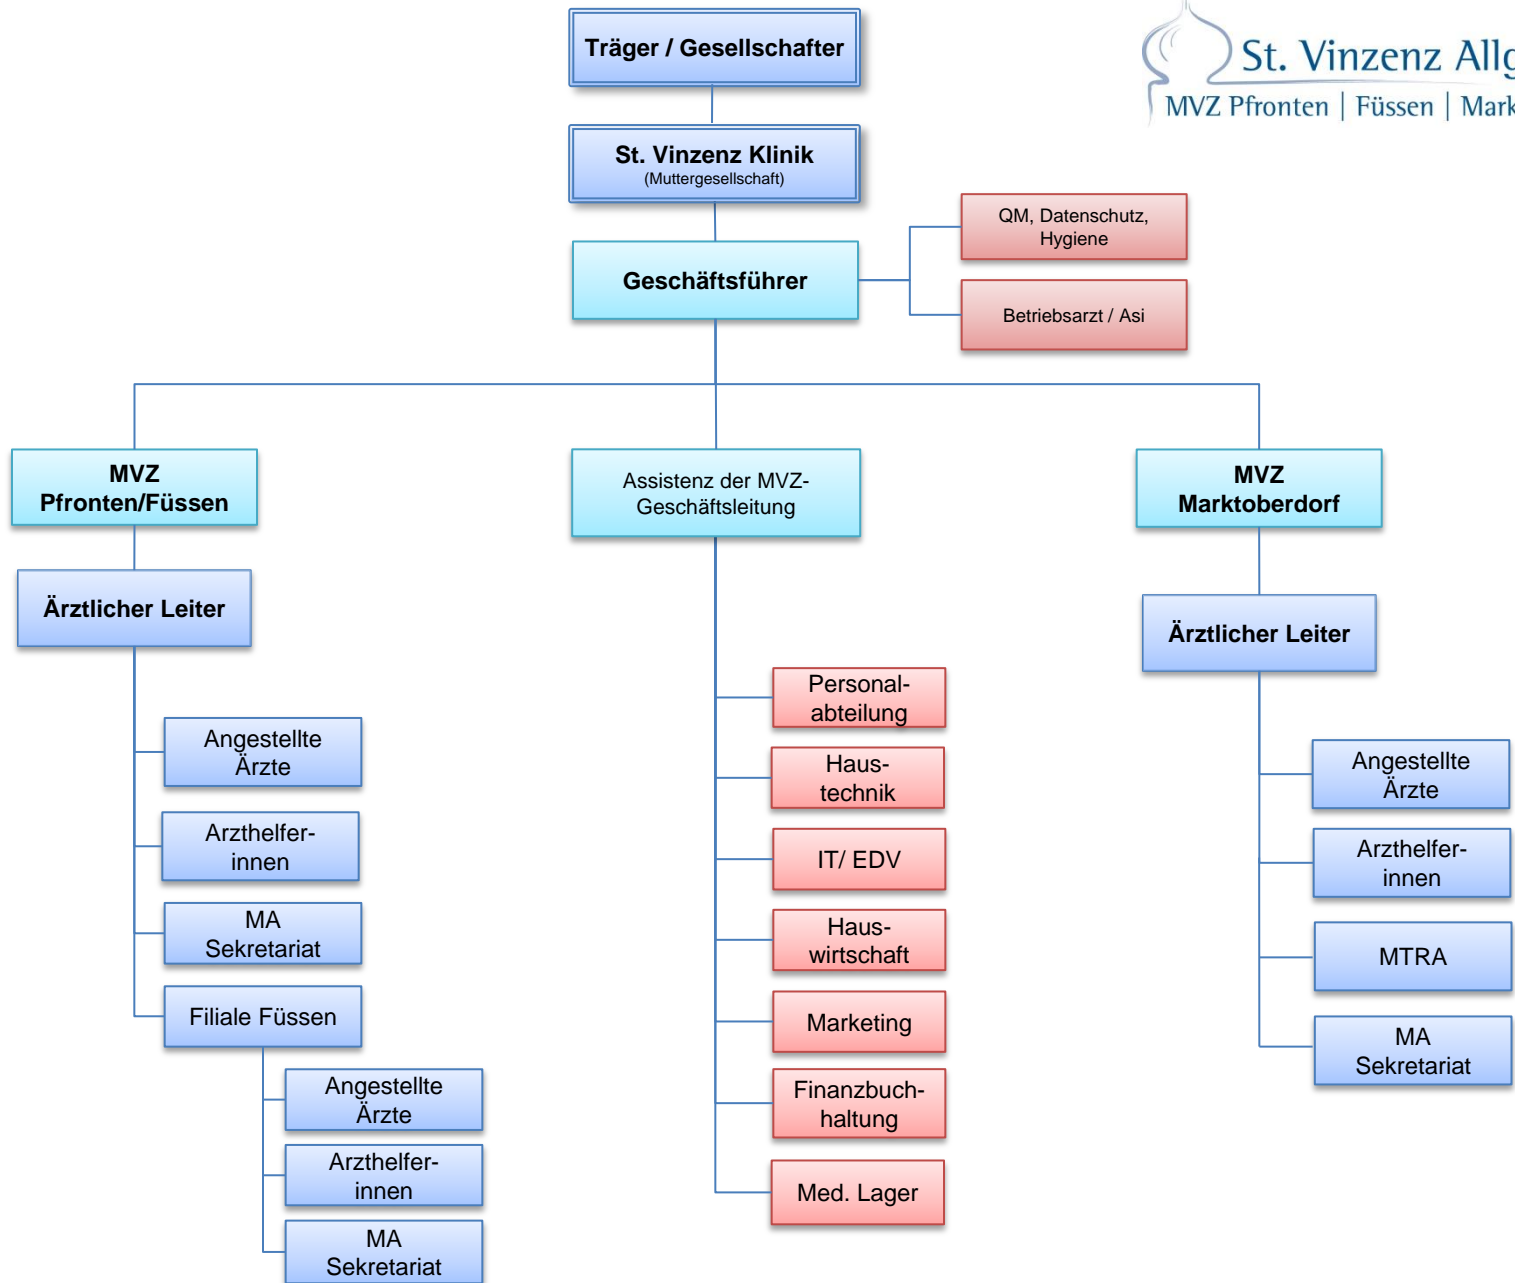 Träger / Gesellschafter
St. Vinzenz Allg
MVZ Pfronten | Füssen | Mark
St. Vinzenz Klinik
(Muttergesellschaft)
QM, Datenschutz,
Hygiene
Geschäftsführer
Betriebsarzt / Asi
MVZ
Pfronten/Füssen
Assistenz der MVZ-
Geschäftsleitung
MVZ
Marktoberdorf
Ärztlicher Leiter
Angestellte
Ärzte
Arzthelfer-
innen
MA
Sekretariat
Filiale Füssen
Angestellte
Ärzte
Arzthelfer-
innen
MA
Sekretariat
Personal-
abteilung
Haus-
technik
IT/ EDV
Haus-
wirtschaft
Marketing
Finanzbuch-
haltung
Med. Lager
Ärztlicher Leiter
Angestellte
Ärzte
Arzthelfer-
innen
MTRA
MA
Sekretariat